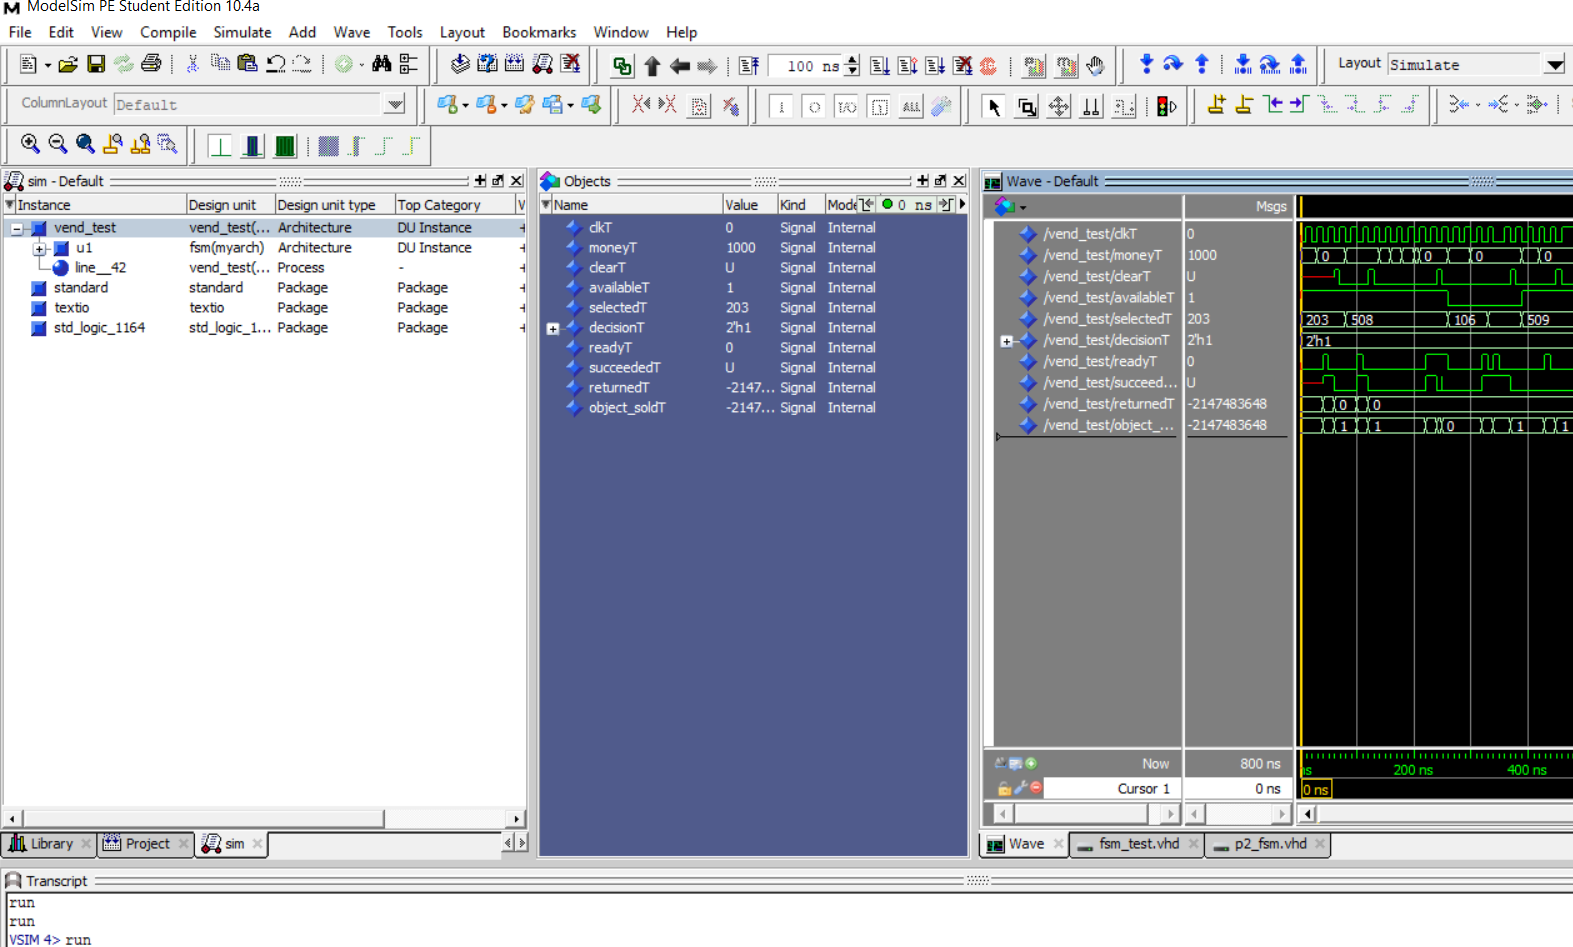 ModelSim PE Student Edition 10.4a
File Edit View Compile Simulate Add Wave Tools Layout Bookmarks Window Help
100 ns Layout Simulate
ColumnLayout Default
sim - Default
Instance Design unit Design unit type Top Category V
vend_test vend_test(... Architecture DU Instance
u1 fsm(myarch) Architecture DU Instance
line__42 vend_test(... Process -
standard standard Package Package
textio textio Package Package
std_logic_1164 std_logic_1... Package Package
Library Project sim
Objects
Name Value Kind Mode 0 ns
clkT 0 Signal Internal
moneyT 1000 Signal Internal
clearT U Signal Internal
availableT 1 Signal Internal
selectedT 203 Signal Internal
decisionT 2'h1 Signal Internal
readyT 0 Signal Internal
succeededT U Signal Internal
returnedT -2147... Signal Internal
object_soldT -2147... Signal Internal
Wave - Default
Msgs
/vend_test/clkT 0
/vend_test/moneyT 1000 0 0 0 0
/vend_test/clearT U
/vend_test/availableT 1
/vend_test/selectedT 203 203 508 106 509
/vend_test/decisionT 2'h1 2'h1
/vend_test/readyT 0
/vend_test/succeed... U
/vend_test/returnedT -2147483648 0 0
/vend_test/object_... -2147483648 1 1 0 1 1
Now 800 ns ns 200 ns 400 ns
Cursor 1 0 ns 0 ns
Wave fsm_test.vhd p2_fsm.vhd
Transcript
run
run
VSIM 4> run